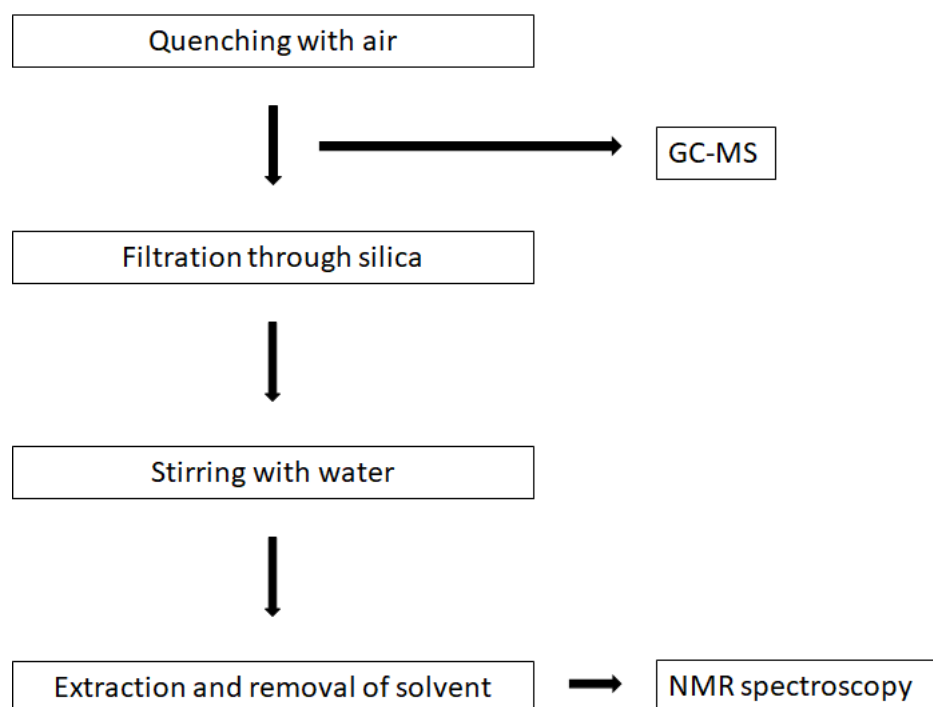 Quenching with air
GC-MS
Filtration through silica
Stirring with water
Extraction and removal of solvent
NMR spectroscopy